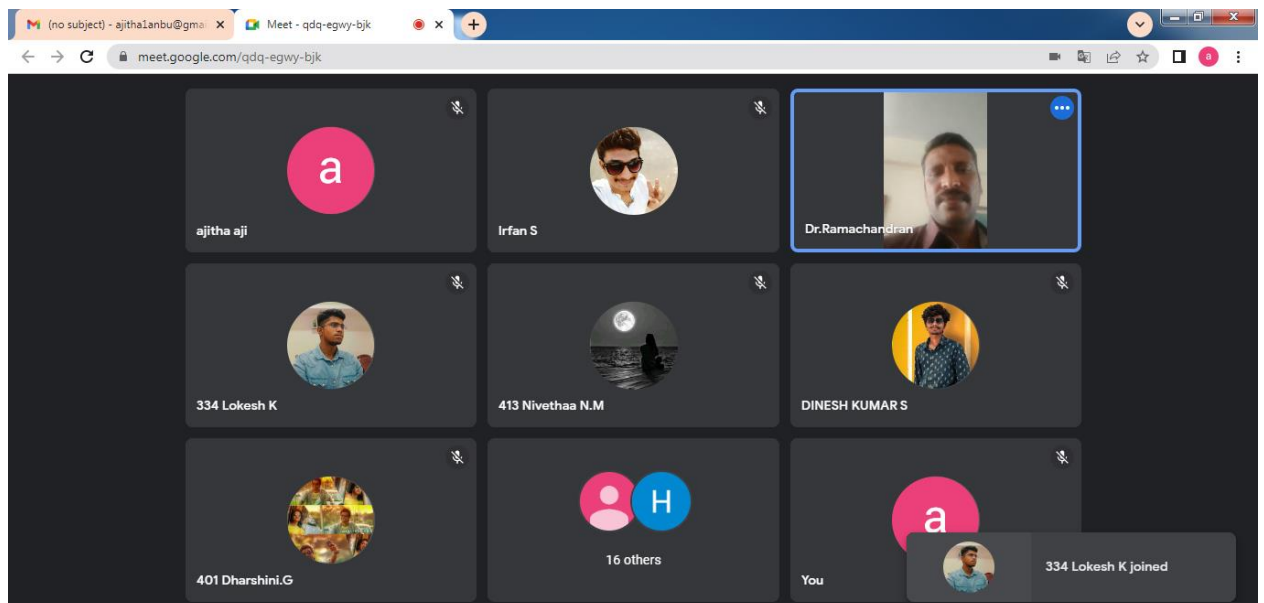 (no subject) - ajitha1anbu@gmai
Meet - qdq-egwy-bjk
meet.google.com/qdq-egwy-bjk
a
a
ajitha aji
Irfan S
Dr.Ramachandran
334 Lokesh K
413 Nivethaa N.M
DINESH KUMAR S
401 Dharshini.G
H
16 others
a
You
334 Lokesh K joined